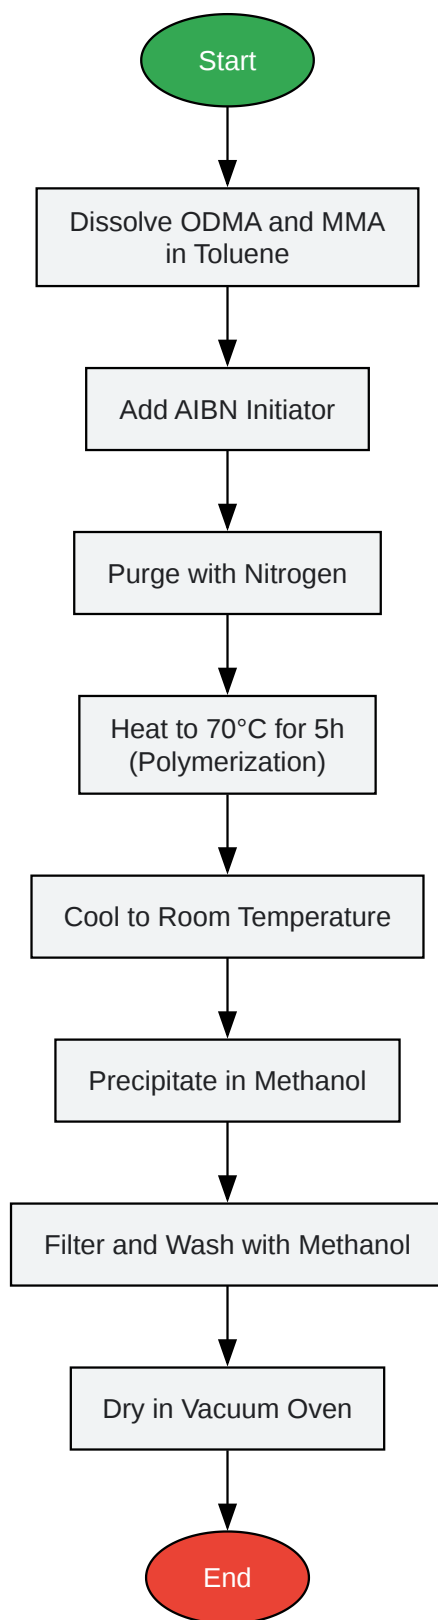 Start
Dissolve ODMA and MMA
in Toluene
Add AIBN Initiator
Purge with Nitrogen
Heat to 70°C for 5h
(Polymerization)
Cool to Room Temperature
Precipitate in Methanol
Filter and Wash with Methanol
Dry in Vacuum Oven
End